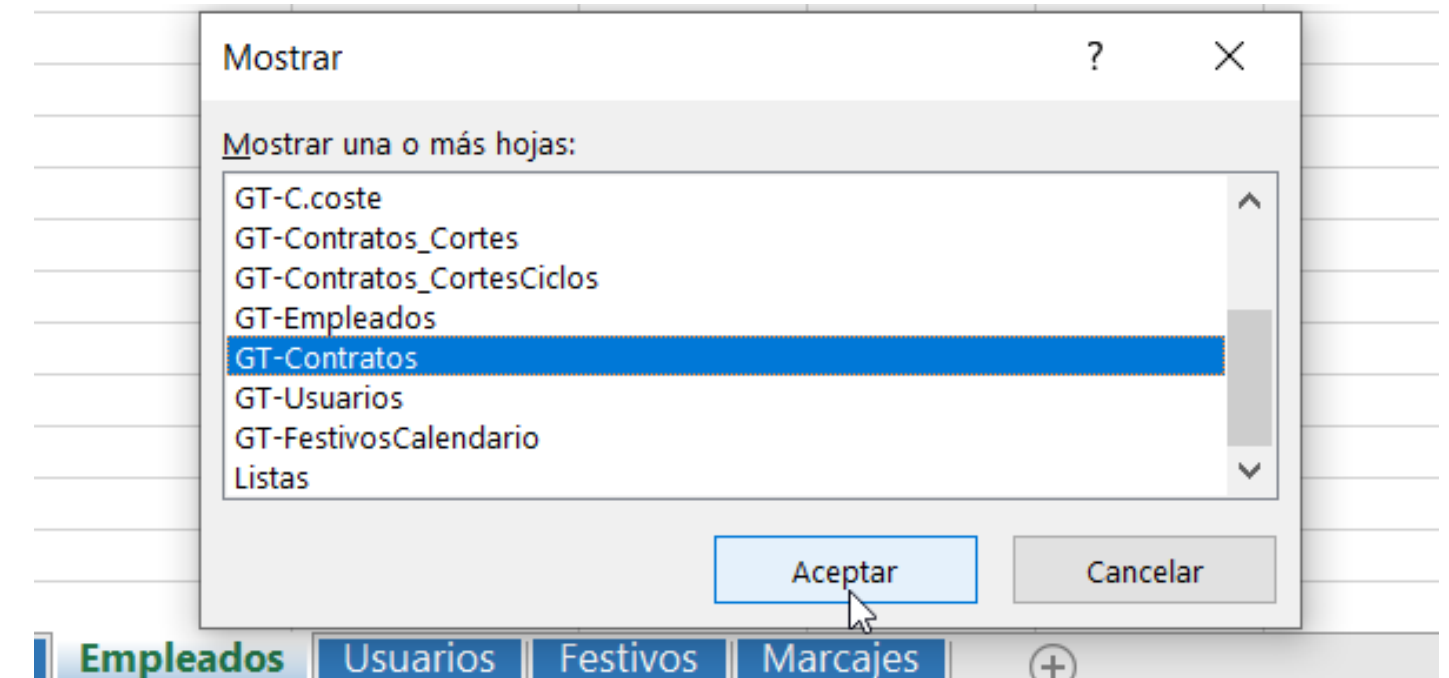 Mostrar ?
Mostrar una o más hojas:
GT-C.coste
GT-Contratos_Cortes
GT-Contratos_CortesCiclos
GT-Empleados
GT-Contratos
GT-Usuarios
GT-FestivosCalendario
Listas
Aceptar Cancelar
Empleados Usuarios Festivos Marcajes